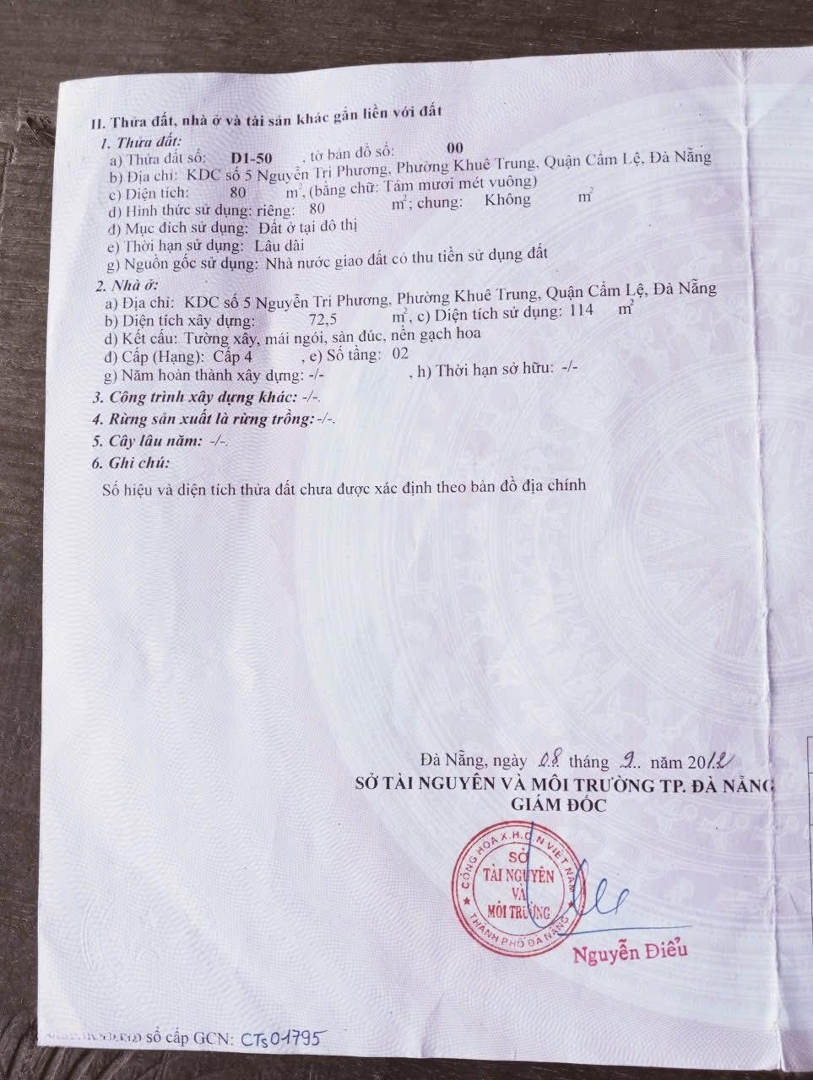 II. Thửa đất, nhà ở và tài sản khác gắn liền với đất
1. Thửa đất:
a) Thửa đất số: D1-50 , tờ bản đồ số: 00
b) Địa chỉ: KDC số 5 Nguyễn Tri Phương, Phường Khuê Trung, Quận Cẩm Lệ, Đà Nẵng
c) Diện tích: 80 m², (bằng chữ: Tám mươi mét vuông)
d) Hình thức sử dụng: riêng: 80 m²; chung: Không m²
đ) Mục đích sử dụng: Đất ở tại đô thị
e) Thời hạn sử dụng: Lâu dài
g) Nguồn gốc sử dụng: Nhà nước giao đất có thu tiền sử dụng đất
2. Nhà ở:
a) Địa chỉ: KDC số 5 Nguyễn Tri Phương, Phường Khuê Trung, Quận Cẩm Lệ, Đà Nẵng
b) Diện tích xây dựng: 72,5 m², c) Diện tích sử dụng: 114 m²
d) Kết cấu: Tường xây, mái ngói, sàn đúc, nền gạch hoa
đ) Cấp (Hạng): Cấp 4 , e) Số tầng: 02
g) Năm hoàn thành xây dựng: -/- , h) Thời hạn sở hữu: -/-
3. Công trình xây dựng khác: -/-.
4. Rừng sản xuất là rừng trồng: -/-.
5. Cây lâu năm: -/-.
6. Ghi chú:
Số hiệu và diện tích thửa đất chưa được xác định theo bản đồ địa chính
Đà Nẵng, ngày 08 tháng 9.. năm 2012
SỞ TÀI NGUYÊN VÀ MÔI TRƯỜNG TP. ĐÀ NẴNG
GIÁM ĐỐC
CỘNG HÒA X.H.C.N VIỆT NAM
SỞ
TÀI NGUYÊN
VÀ
MÔI TRƯỜNG
THÀNH PHỐ ĐÀ NẴNG
Nguyễn Điểu
sổ cấp GCN: CTs01795